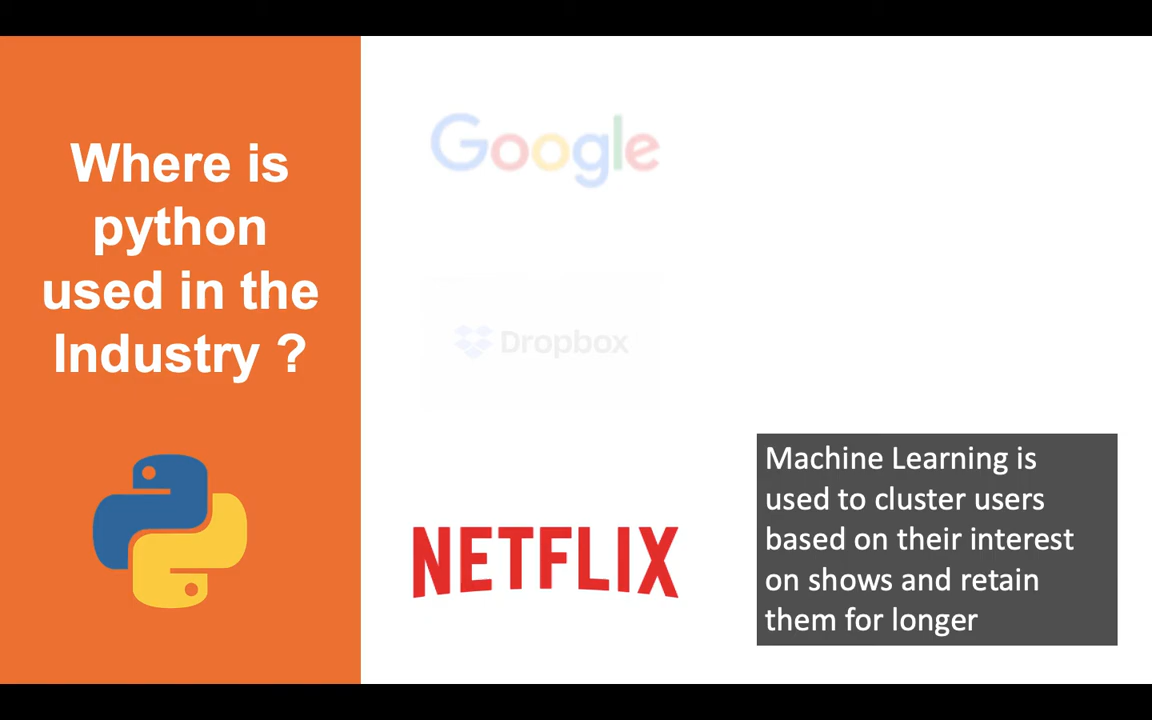 Where is
python
used in the
Industry ?
Google
Dropbox
NETFLIX
Machine Learning is
used to cluster users
based on their interest
on shows and retain
them for longer